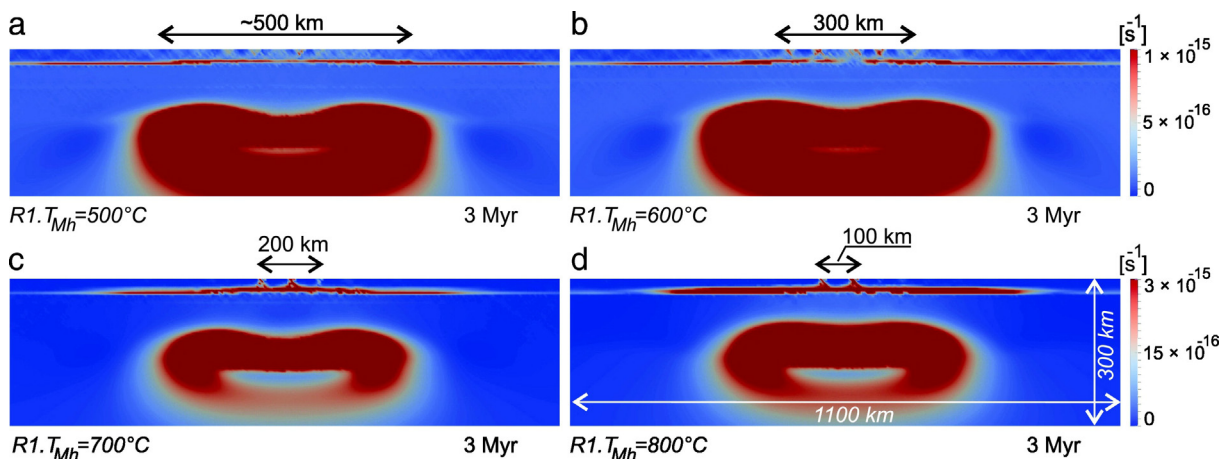 a
~500 km
b
300 km
[s⁻¹]
1 × 10⁻¹⁵
5 × 10⁻¹⁶
0
R1.T_Mh=500°C
3 Myr
R1.T_Mh=600°C
3 Myr
c
200 km
d
100 km
[s⁻¹]
3 × 10⁻¹⁵
15 × 10⁻¹⁶
0
300 km
1100 km
R1.T_Mh=700°C
3 Myr
R1.T_Mh=800°C
3 Myr